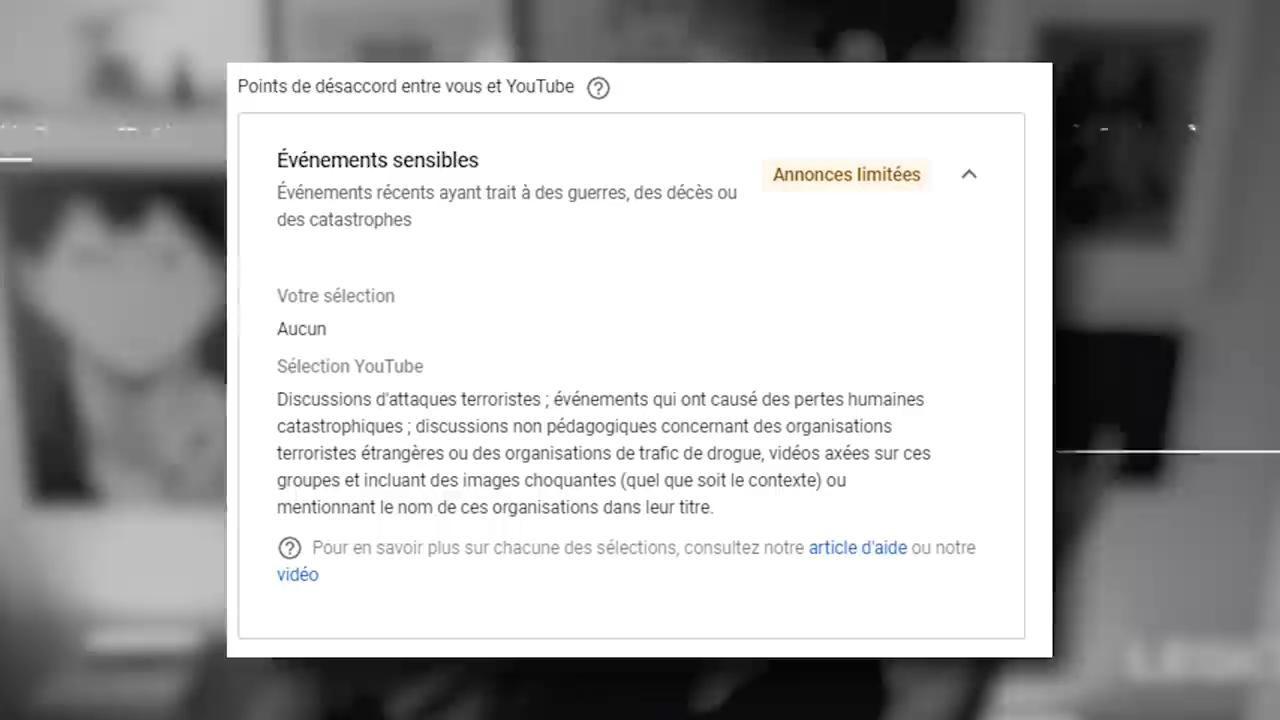 Points de désaccord entre vous et YouTube
Événements sensibles
Annonces limitées
Événements récents ayant trait à des guerres, des décès ou
des catastrophes
Votre sélection
Aucun
Sélection YouTube
Discussions d'attaques terroristes ; événements qui ont causé des pertes humaines
catastrophiques ; discussions non pédagogiques concernant des organisations
terroristes étrangères ou des organisations de trafic de drogue, vidéos axées sur ces
groupes et incluant des images choquantes (quel que soit le contexte) ou
mentionnant le nom de ces organisations dans leur titre.
Pour en savoir plus sur chacune des sélections, consultez notre article d'aide ou notre
vidéo